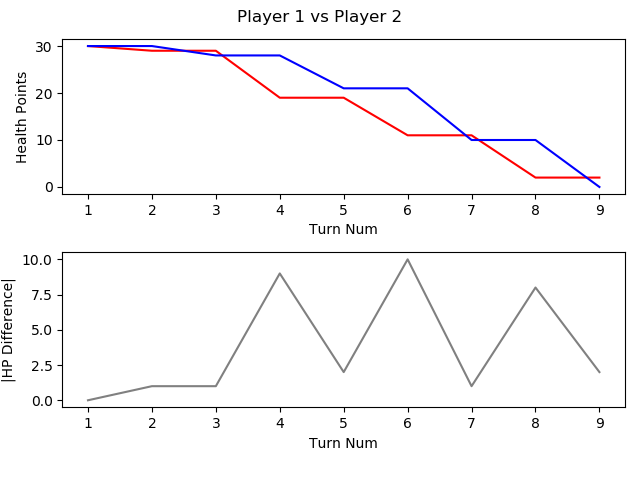 Player 1 vs Player 2
30
20
10
0
Health Points
1 2 3 4 5 6 7 8 9
Turn Num
10.0
7.5
5.0
2.5
0.0
|HP Difference|
1 2 3 4 5 6 7 8 9
Turn Num